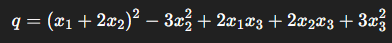 q = (x₁ + 2x₂)² − 3x₂² + 2x₁x₃ + 2x₂x₃ + 3x₃²